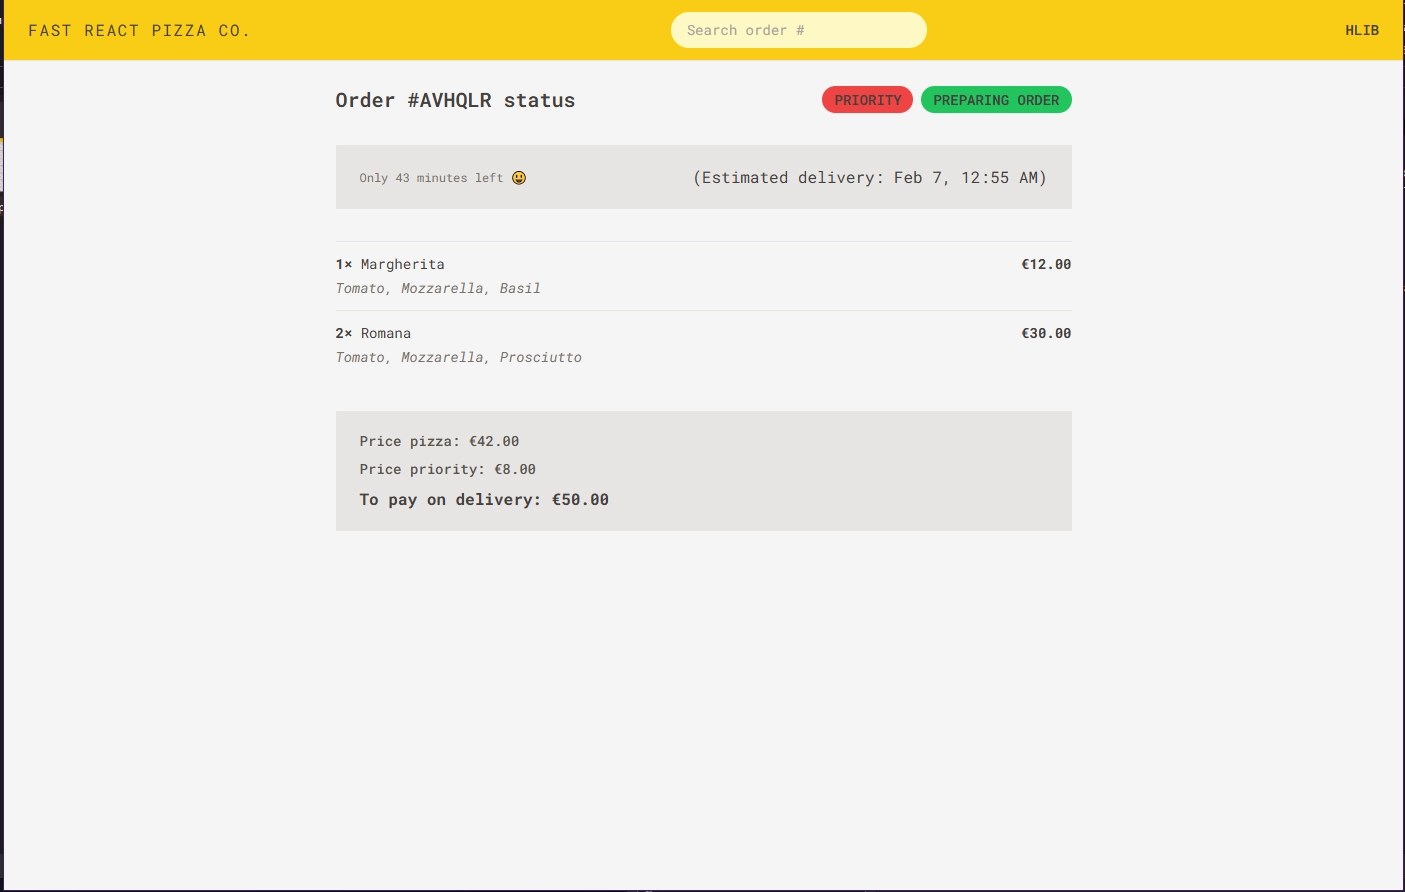 FAST REACT PIZZA CO.
Search order #
HLIB
Order #AVHQLR status
PRIORITY
PREPARING ORDER
Only 43 minutes left 😀
(Estimated delivery: Feb 7, 12:55 AM)
1× Margherita
€12.00
Tomato, Mozzarella, Basil
2× Romana
€30.00
Tomato, Mozzarella, Prosciutto
Price pizza: €42.00
Price priority: €8.00
To pay on delivery: €50.00